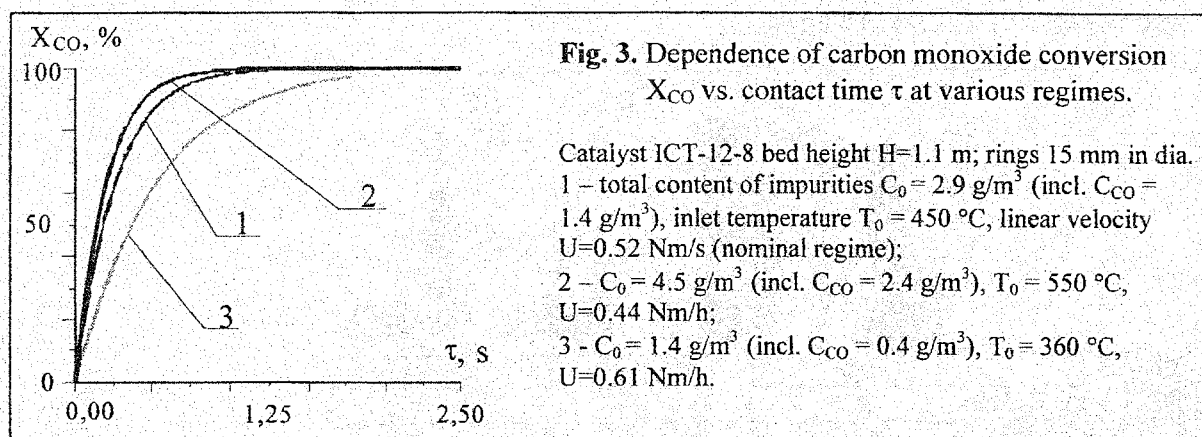 X_CO, %
100
50
0
0,00
1,25
2,50
τ, s
1
2
3
Fig. 3. Dependence of carbon monoxide conversion
X_CO vs. contact time τ at various regimes.
Catalyst ICT-12-8 bed height H=1.1 m; rings 15 mm in dia.
1 – total content of impurities C₀ = 2.9 g/m³ (incl. C_CO =
1.4 g/m³), inlet temperature T₀ = 450 °C, linear velocity
U=0.52 Nm/s (nominal regime);
2 – C₀ = 4.5 g/m³ (incl. C_CO = 2.4 g/m³), T₀ = 550 °C,
U=0.44 Nm/h;
3 - C₀ = 1.4 g/m³ (incl. C_CO = 0.4 g/m³), T₀ = 360 °C,
U=0.61 Nm/h.